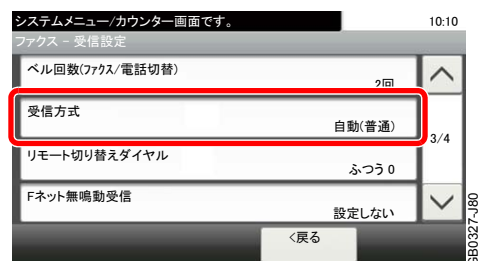 システムメニュー/カウンター画面です。
10:10
ファクス - 受信設定
ベル回数(ファクス/電話切替)
2回
受信方式
自動(普通)
3/4
リモート切り替えダイヤル
ふつう 0
Fネット無鳴動受信
設定しない
<戻る
GB0327-J80